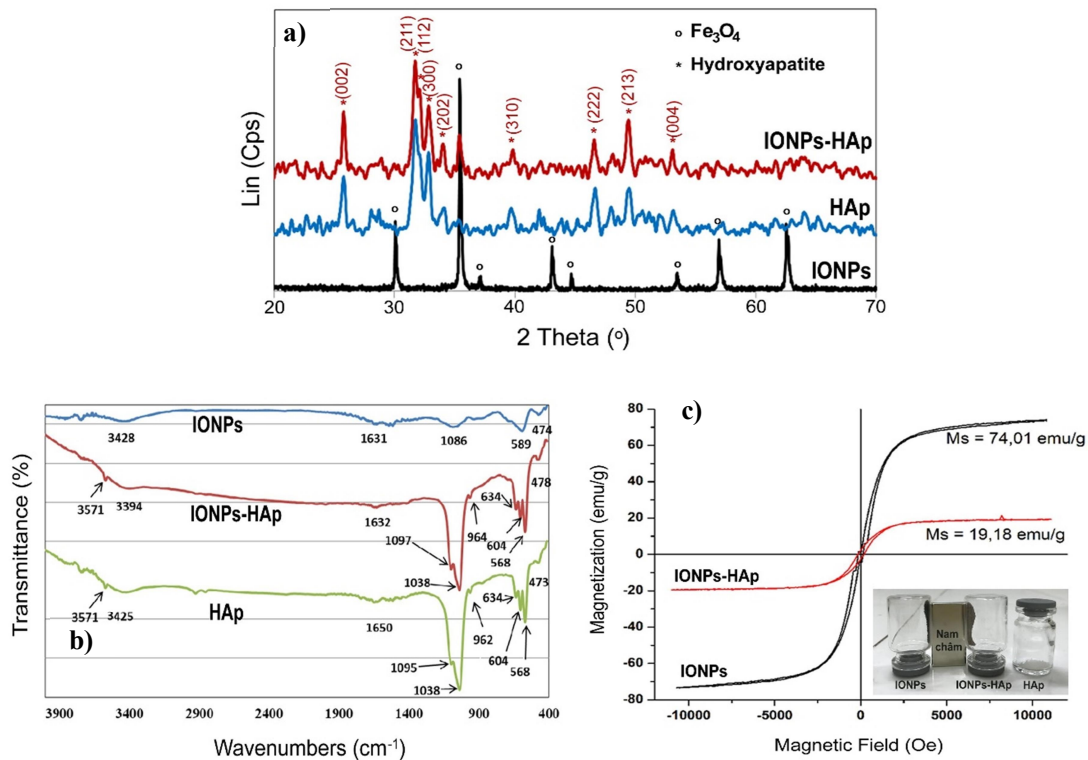 a)
o Fe₃O₄
* Hydroxyapatite
*(002)
*(211)
*(112)
*(300)
*(202)
o
*(310)
*(222)
*(213)
*(004)
IONPs-HAp
HAp
o
o
o
o
o
o
o
IONPs
Lin (Cps)
20 30 40 50 60 70
2 Theta (º)
b)
Transmittance (%)
IONPs
3428 1631 1086 589 474
IONPs-HAp
3571 3394 1632 1097 1038 964 634 604 568 478
HAp
3571 3425 1650 1095 1038 962 634 604 568 473
3900 3400 2900 2400 1900 1400 900 400
Wavenumbers (cm⁻¹)
c)
Magnetization (emu/g)
80
60
40
20
0
-20
-40
-60
-80
Ms = 74,01 emu/g
Ms = 19,18 emu/g
IONPs-HAp
IONPs
Nam
châm
IONPs IONPs-HAp HAp
-10000 -5000 0 5000 10000
Magnetic Field (Oe)